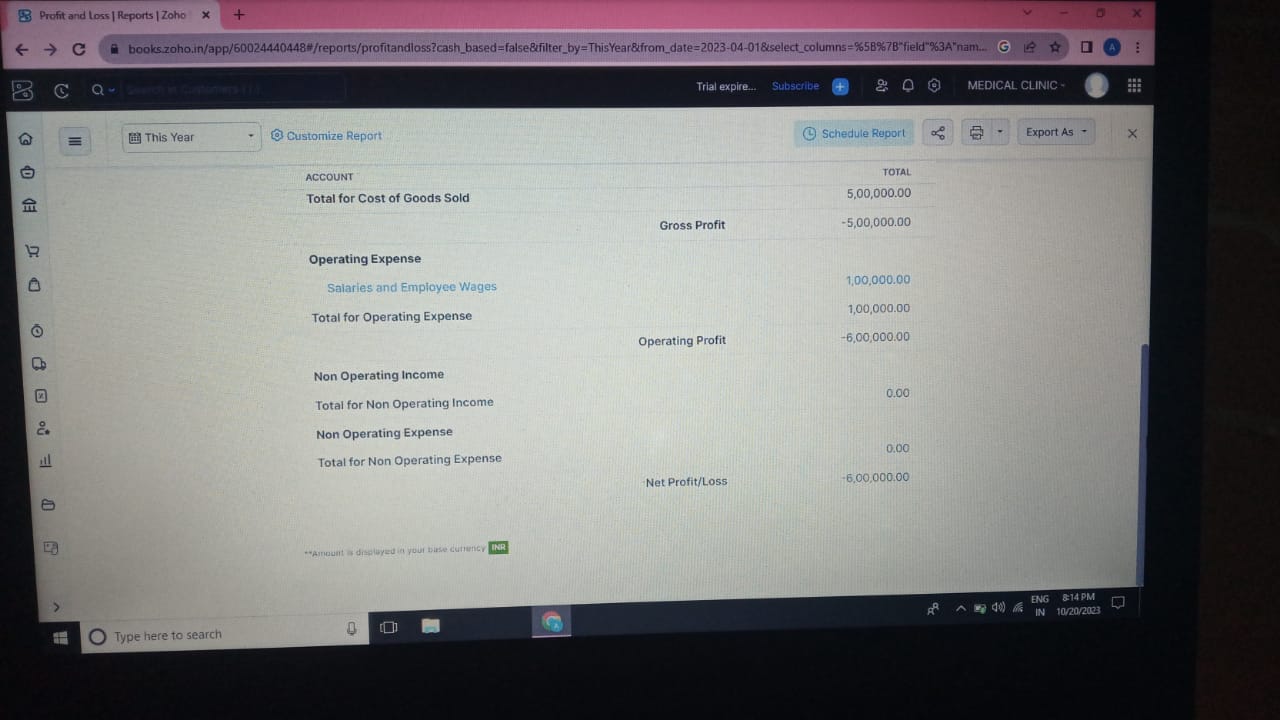 Profit and Loss | Reports | Zoho
books.zoho.in/app/60024440448#/reports/profitandloss?cash_based=false&filter_by=ThisYear&from_date=2023-04-01&select_columns=%5B%7B"field"%3A"nam...
A
Search in Customers ( / )
Trial expire... Subscribe
MEDICAL CLINIC
This Year
Customize Report
Schedule Report
Export As
ACCOUNT TOTAL
Total for Cost of Goods Sold 5,00,000.00
Gross Profit -5,00,000.00
Operating Expense
Salaries and Employee Wages 1,00,000.00
Total for Operating Expense 1,00,000.00
Operating Profit -6,00,000.00
Non Operating Income
Total for Non Operating Income 0.00
Non Operating Expense
Total for Non Operating Expense 0.00
Net Profit/Loss -6,00,000.00
**Amount is displayed in your base currency INR
Type here to search
ENG
IN
8:14 PM
10/20/2023